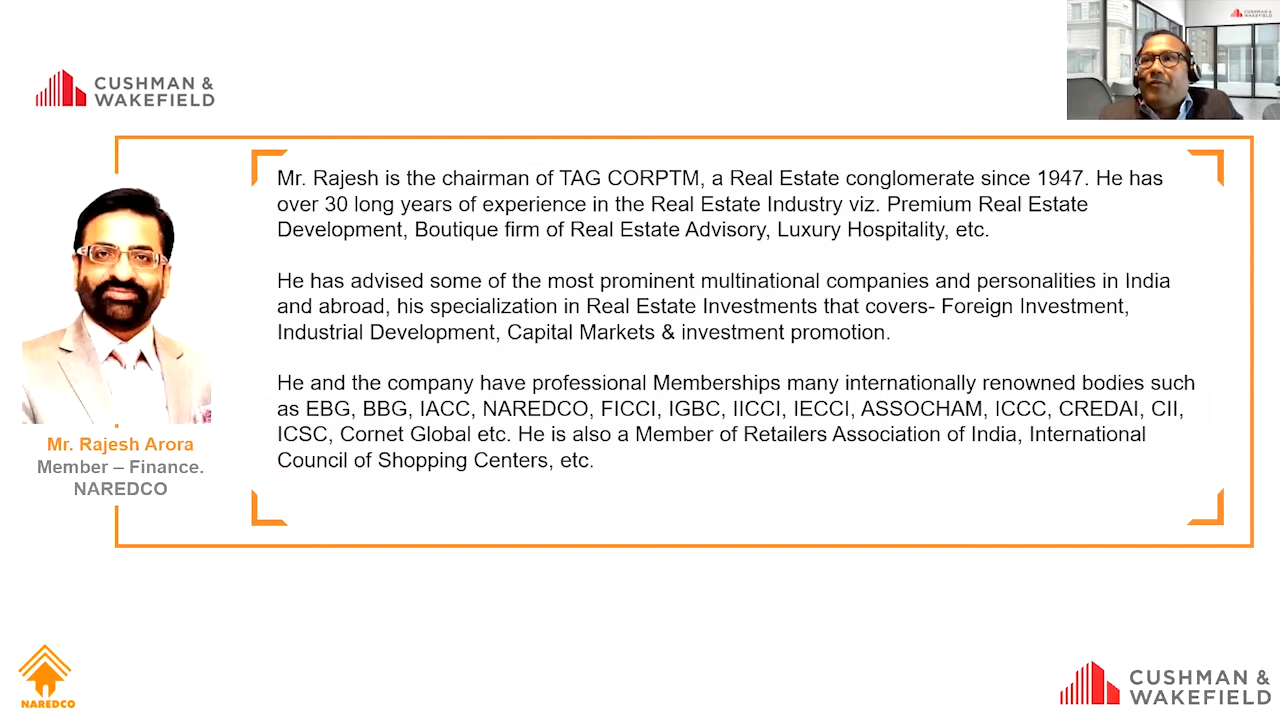 CUSHMAN &
WAKEFIELD
CUSHMAN &
WAKEFIELD
Mr. Rajesh is the chairman of TAG CORPTM, a Real Estate conglomerate since 1947. He has
over 30 long years of experience in the Real Estate Industry viz. Premium Real Estate
Development, Boutique firm of Real Estate Advisory, Luxury Hospitality, etc.
He has advised some of the most prominent multinational companies and personalities in India
and abroad, his specialization in Real Estate Investments that covers- Foreign Investment,
Industrial Development, Capital Markets & investment promotion.
He and the company have professional Memberships many internationally renowned bodies such
as EBG, BBG, IACC, NAREDCO, FICCI, IGBC, IICCI, IECCI, ASSOCHAM, ICCC, CREDAI, CII,
ICSC, Cornet Global etc. He is also a Member of Retailers Association of India, International
Council of Shopping Centers, etc.
Mr. Rajesh Arora
Member – Finance.
NAREDCO
NAREDCO
CUSHMAN &
WAKEFIELD